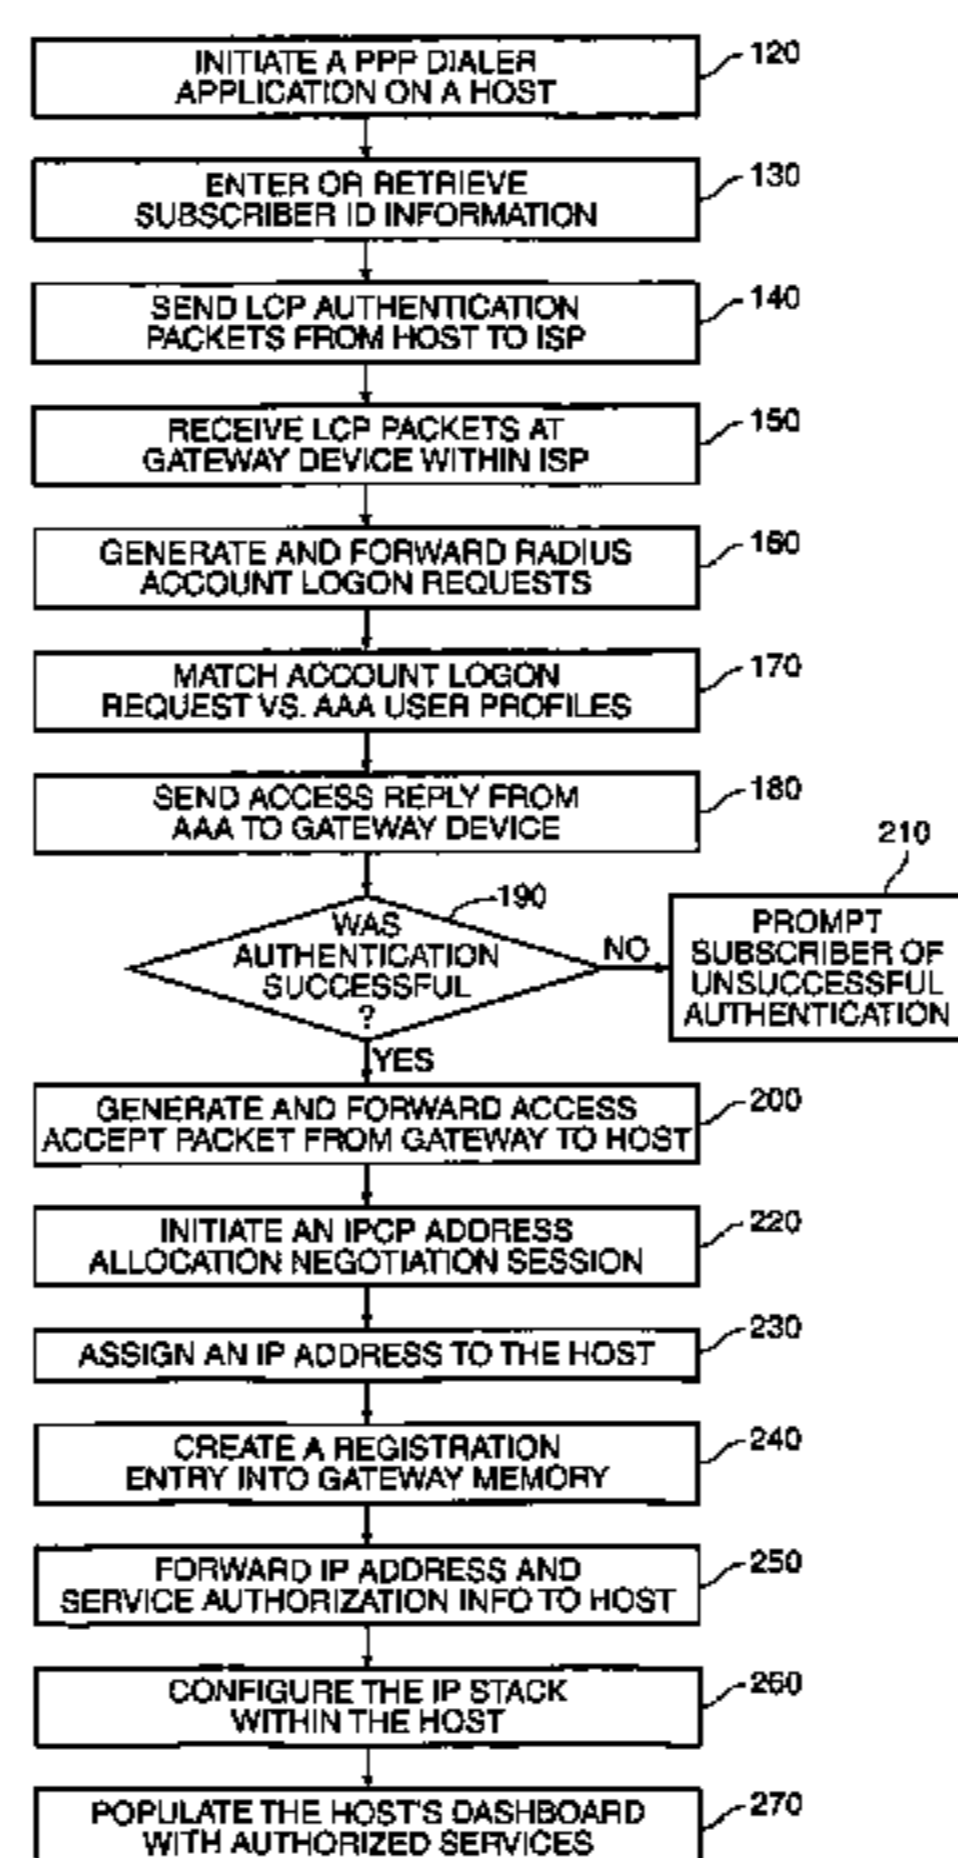 INITIATE A PPP DIALER
APPLICATION ON A HOST
120
ENTER OR RETRIEVE
SUBSCRIBER ID INFORMATION
130
SEND LCP AUTHENTICATION
PACKETS FROM HOST TO ISP
140
RECEIVE LCP PACKETS AT
GATEWAY DEVICE WITHIN ISP
150
GENERATE AND FORWARD RADIUS
ACCOUNT LOGON REQUESTS
160
MATCH ACCOUNT LOGON
REQUEST VS. AAA USER PROFILES
170
SEND ACCESS REPLY FROM
AAA TO GATEWAY DEVICE
180
WAS
AUTHENTICATION
SUCCESSFUL
?
190
NO
210
PROMPT
SUBSCRIBER OF
UNSUCCESSFUL
AUTHENTICATION
YES
GENERATE AND FORWARD ACCESS
ACCEPT PACKET FROM GATEWAY TO HOST
200
INITIATE AN IPCP ADDRESS
ALLOCATION NEGOTIATION SESSION
220
ASSIGN AN IP ADDRESS TO THE HOST
230
CREATE A REGISTRATION
ENTRY INTO GATEWAY MEMORY
240
FORWARD IP ADDRESS AND
SERVICE AUTHORIZATION INFO TO HOST
250
CONFIGURE THE IP STACK
WITHIN THE HOST
260
POPULATE THE HOST'S DASHBOARD
WITH AUTHORIZED SERVICES
270